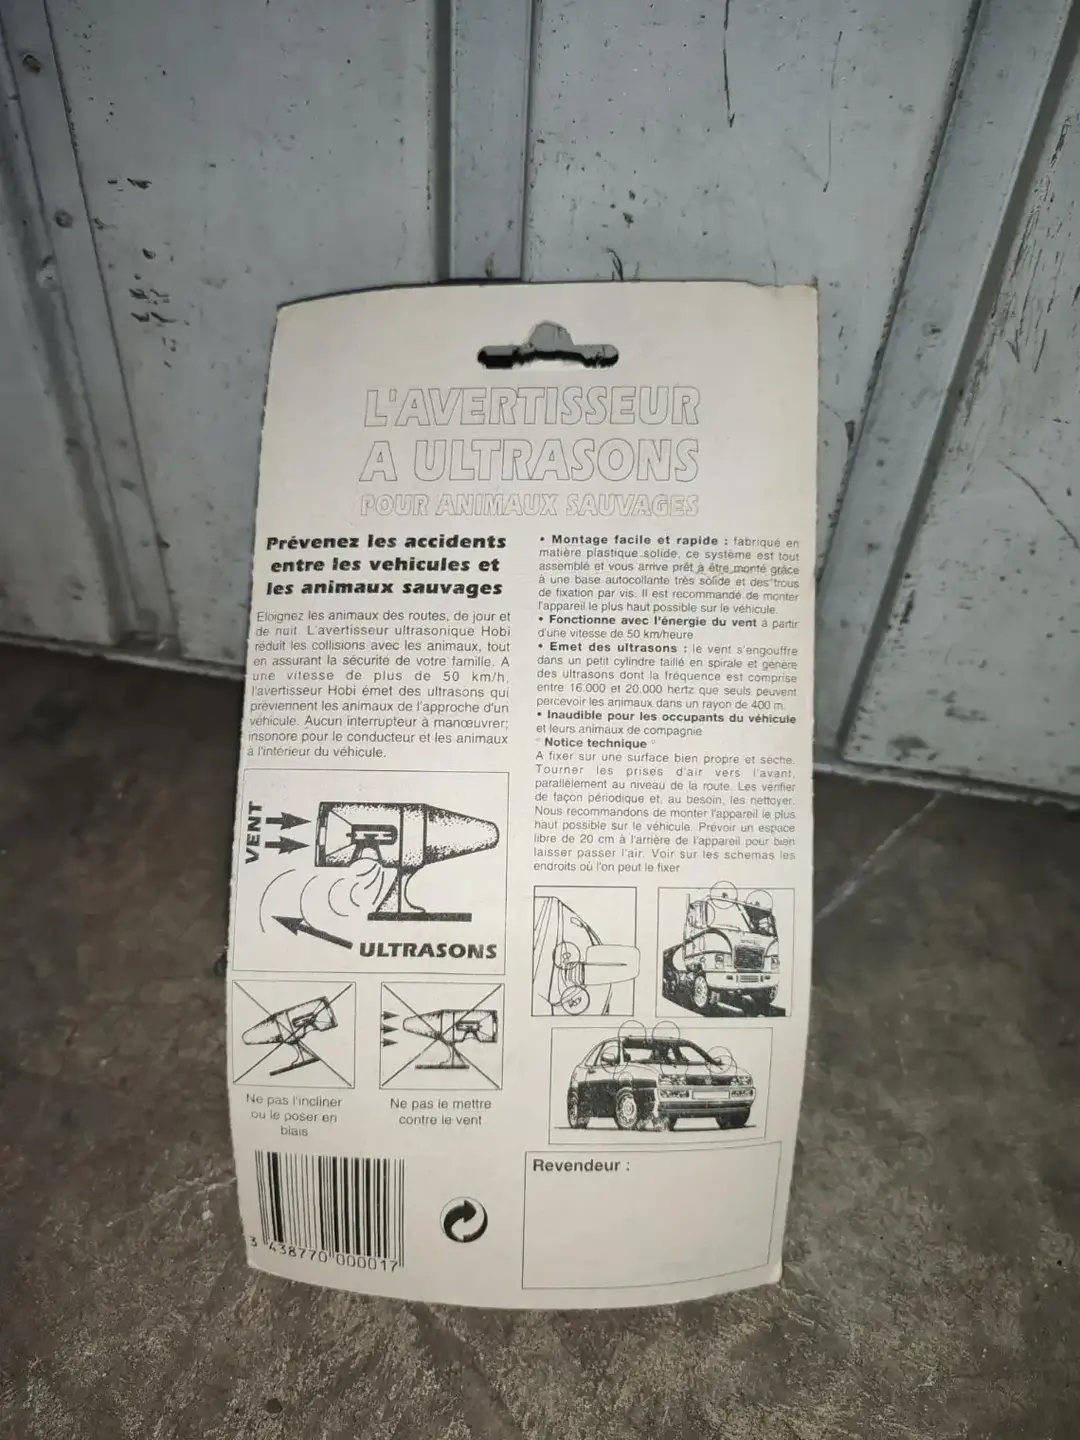 L'AVERTISSEUR
A ULTRASONS
POUR ANIMAUX SAUVAGES
Prévenez les accidents
entre les vehicules et
les animaux sauvages
Eloignez les animaux des routes, de jour et
de nuit. L'avertisseur ultrasonique Hobi
réduit les collisions avec les animaux, tout
en assurant la sécurité de votre famille. A
une vitesse de plus de 50 km/h,
l'avertisseur Hobi émet des ultrasons qui
préviennent les animaux de l'approche d'un
véhicule. Aucun interrupteur à manœuvrer;
insonore pour le conducteur et les animaux
à l'intérieur du véhicule.
VENT
ULTRASONS
Ne pas l'incliner
ou le poser en
biais
Ne pas le mettre
contre le vent
3 438770 000017
• Montage facile et rapide : fabriqué en
matière plastique solide, ce système est tout
assemblé et vous arrive prêt à être monté grâce
à une base autocollante très solide et des trous
de fixation par vis. Il est recommandé de monter
l'appareil le plus haut possible sur le véhicule.
• Fonctionne avec l'énergie du vent à partir
d'une vitesse de 50 km/heure
• Emet des ultrasons : le vent s'engouffre
dans un petit cylindre taillé en spirale et génère
des ultrasons dont la fréquence est comprise
entre 16.000 et 20.000 hertz que seuls peuvent
percevoir les animaux dans un rayon de 400 m.
• Inaudible pour les occupants du véhicule
et leurs animaux de compagnie
" Notice technique "
A fixer sur une surface bien propre et sèche.
Tourner les prises d'air vers l'avant,
parallèlement au niveau de la route. Les vérifier
de façon périodique et, au besoin, les nettoyer.
Nous recommandons de monter l'appareil le plus
haut possible sur le véhicule. Prévoir un espace
libre de 20 cm à l'arrière de l'appareil pour bien
laisser passer l'air. Voir sur les schemas les
endroits où l'on peut le fixer
Revendeur :